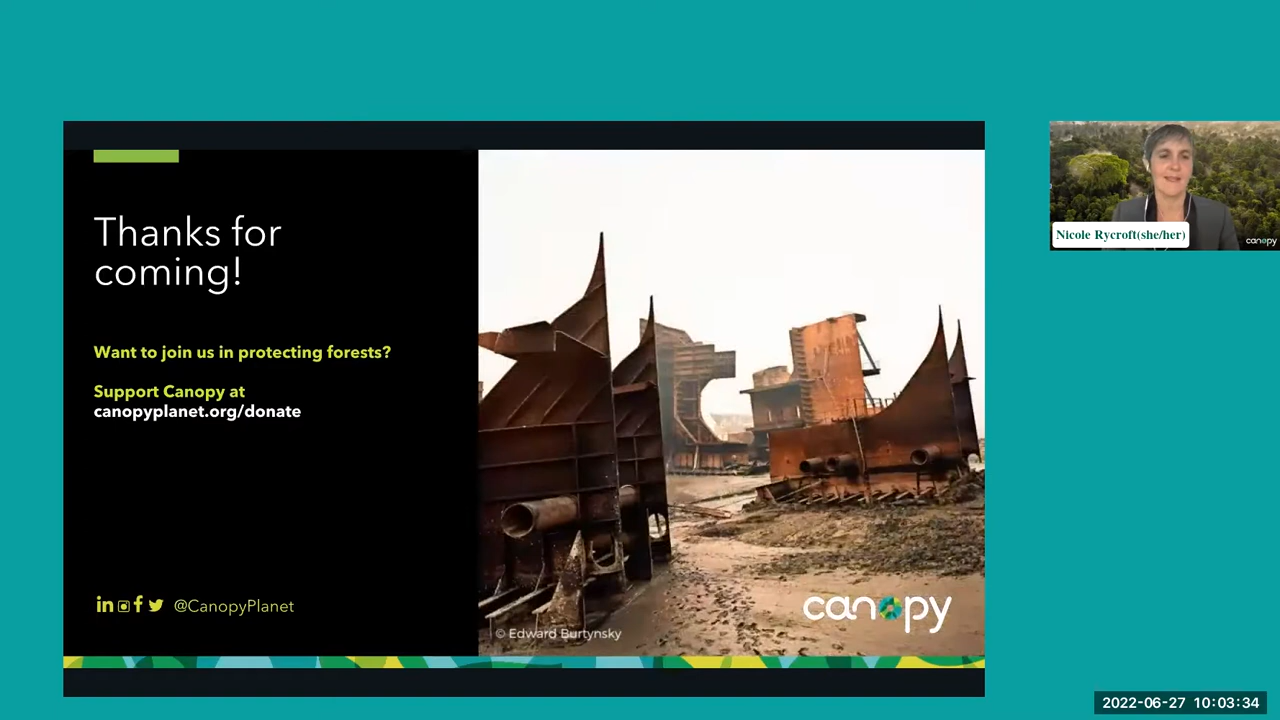 Thanks for
coming!
Want to join us in protecting forests?
Support Canopy at
canopyplanet.org/donate
@CanopyPlanet
© Edward Burtynsky
canopy
Nicole Rycroft(she/her)
canopy
2022-06-27 10:03:34